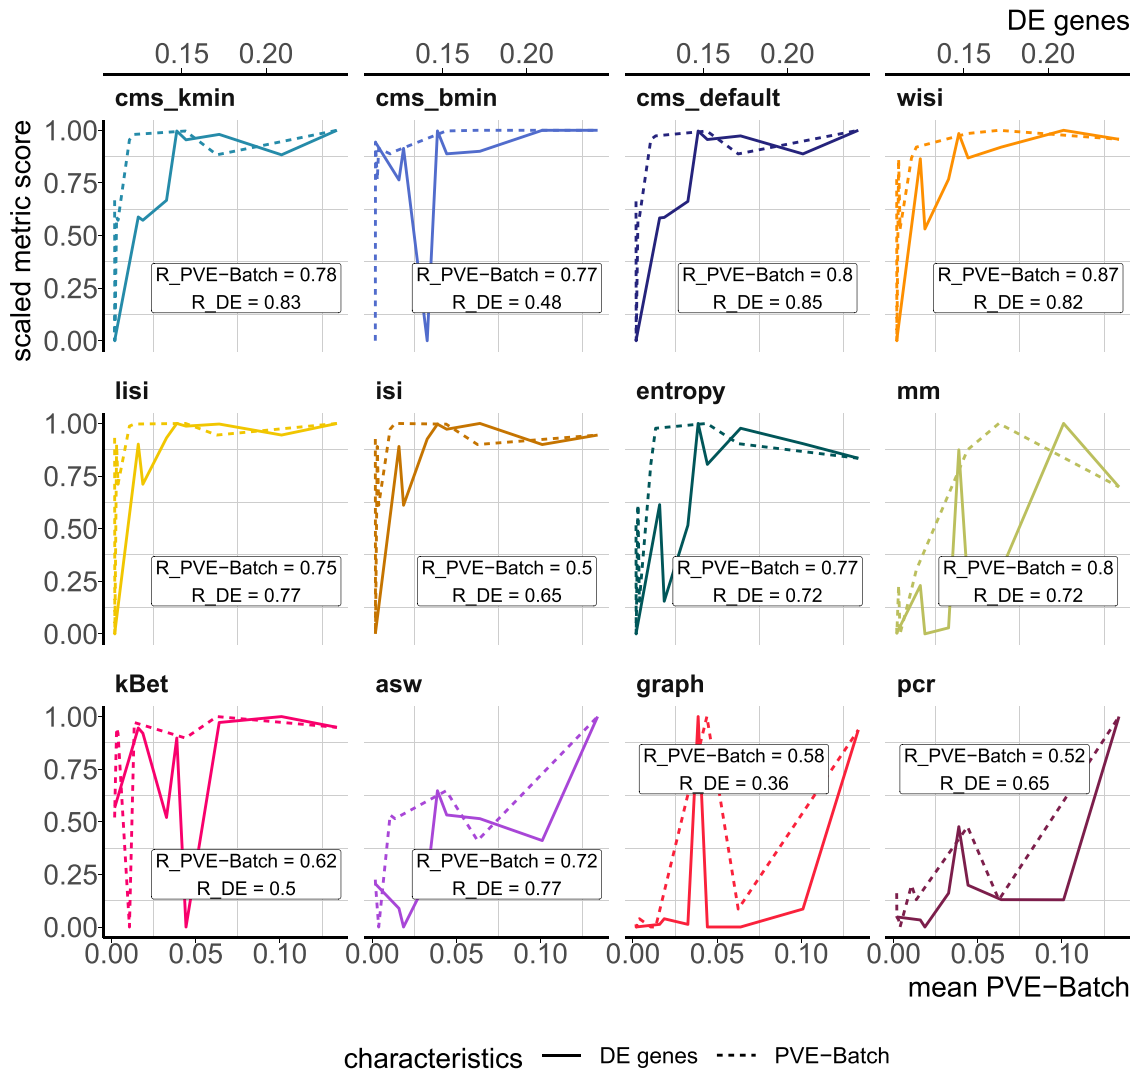 DE genes
0.15 0.20 0.15 0.20 0.15 0.20 0.15 0.20
cms_kmin cms_bmin cms_default wisi
scaled metric score
1.00
0.75
0.50
0.25
0.00
R_PVE−Batch = 0.78
R_DE = 0.83
R_PVE−Batch = 0.77
R_DE = 0.48
R_PVE−Batch = 0.8
R_DE = 0.85
R_PVE−Batch = 0.87
R_DE = 0.82
lisi isi entropy mm
1.00
0.75
0.50
0.25
0.00
R_PVE−Batch = 0.75
R_DE = 0.77
R_PVE−Batch = 0.5
R_DE = 0.65
R_PVE−Batch = 0.77
R_DE = 0.72
R_PVE−Batch = 0.8
R_DE = 0.72
kBet asw graph pcr
1.00
0.75
0.50
0.25
0.00
R_PVE−Batch = 0.62
R_DE = 0.5
R_PVE−Batch = 0.72
R_DE = 0.77
R_PVE−Batch = 0.58
R_DE = 0.36
R_PVE−Batch = 0.52
R_DE = 0.65
0.00 0.05 0.10 0.00 0.05 0.10 0.00 0.05 0.10 0.00 0.05 0.10
mean PVE−Batch
characteristics DE genes PVE−Batch